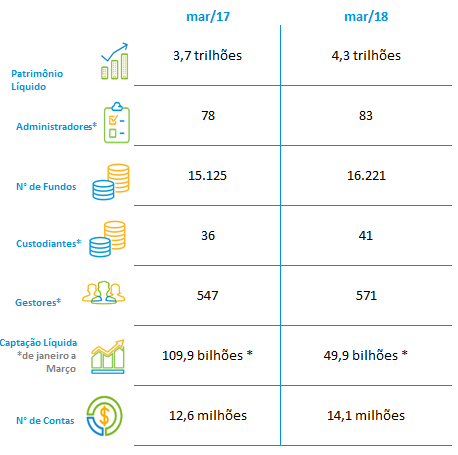 mar/17 mar/18
Patrimônio
Líquido
3,7 trilhões 4,3 trilhões
Administradores* 78 83
N° de Fundos 15.125 16.221
Custodiantes* 36 41
Gestores* 547 571
Captação Líquida
*de janeiro a
Março
109,9 bilhões * 49,9 bilhões *
N° de Contas 12,6 milhões 14,1 milhões